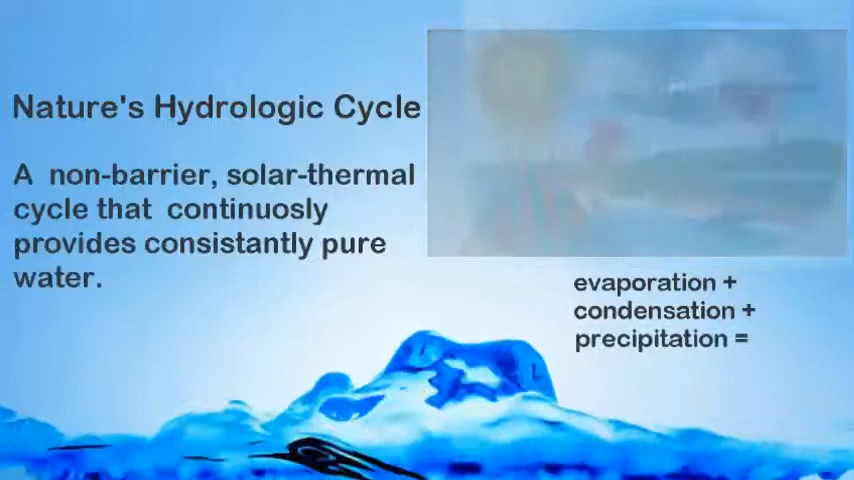 Nature's Hydrologic Cycle
A  non-barrier, solar-thermal
cycle that  continuosly
provides consistantly pure
water.
evaporation +
condensation +
precipitation =